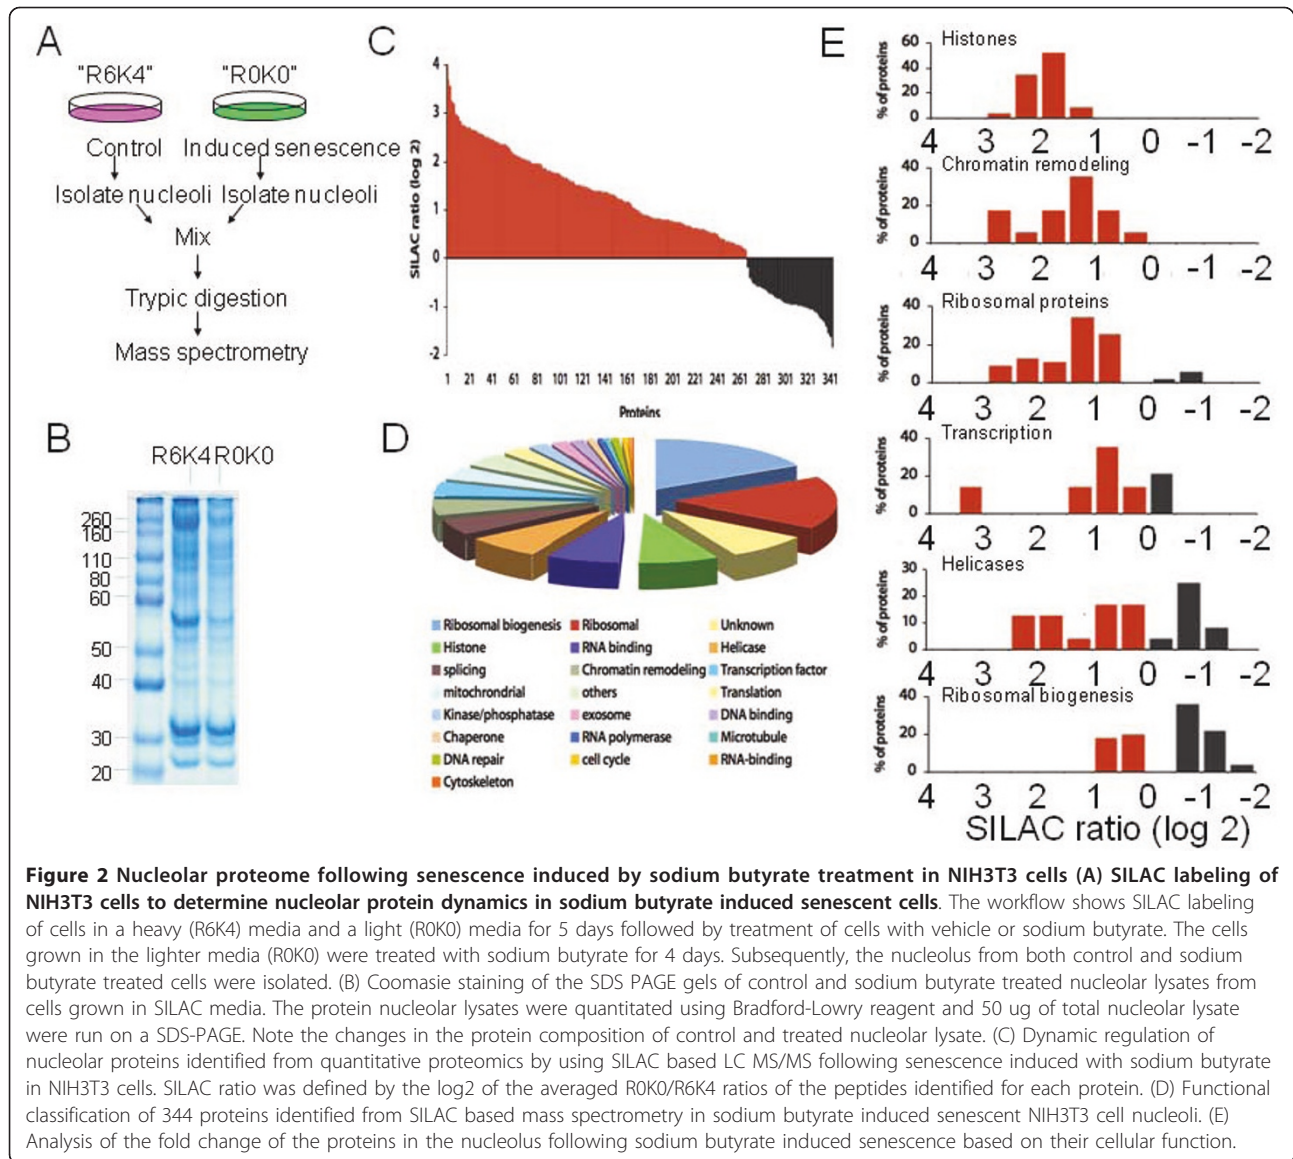 A
"R6K4" "R0K0"
Control Induced senescence
Isolate nucleoli Isolate nucleoli
Mix
Trypic digestion
Mass spectrometry
B
R6K4 R0K0
260
160
110
80
60
50
40
30
20
C
SILAC ratio (log 2)
4
3
2
1
0
-1
-2
1 21 41 61 81 101 121 141 161 181 201 221 241 261 281 301 321 341
Proteins
D
Ribosomal biogenesis Ribosomal Unknown
Histone RNA binding Helicase
splicing Chromatin remodeling Transcription factor
mitochrondrial others Translation
Kinase/phosphatase exosome DNA binding
Chaperone RNA polymerase Microtubule
DNA repair cell cycle RNA-binding
Cytoskeleton
E
Histones
% of proteins
60
40
20
0
4 3 2 1 0 -1 -2
Chromatin remodeling
% of proteins
40
20
0
4 3 2 1 0 -1 -2
Ribosomal proteins
% of proteins
40
20
0
4 3 2 1 0 -1 -2
Transcription
% of proteins
40
20
0
4 3 2 1 0 -1 -2
Helicases
% of proteins
30
20
10
0
4 3 2 1 0 -1 -2
Ribosomal biogenesis
% of proteins
40
20
0
4 3 2 1 0 -1 -2
SILAC ratio (log 2)
Figure 2 Nucleolar proteome following senescence induced by sodium butyrate treatment in NIH3T3 cells (A) SILAC labeling of
NIH3T3 cells to determine nucleolar protein dynamics in sodium butyrate induced senescent cells. The workflow shows SILAC labeling
of cells in a heavy (R6K4) media and a light (R0K0) media for 5 days followed by treatment of cells with vehicle or sodium butyrate. The cells
grown in the lighter media (R0K0) were treated with sodium butyrate for 4 days. Subsequently, the nucleolus from both control and sodium
butyrate treated cells were isolated. (B) Coomasie staining of the SDS PAGE gels of control and sodium butyrate treated nucleolar lysates from
cells grown in SILAC media. The protein nucleolar lysates were quantitated using Bradford-Lowry reagent and 50 ug of total nucleolar lysate
were run on a SDS-PAGE. Note the changes in the protein composition of control and treated nucleolar lysate. (C) Dynamic regulation of
nucleolar proteins identified from quantitative proteomics by using SILAC based LC MS/MS following senescence induced with sodium butyrate
in NIH3T3 cells. SILAC ratio was defined by the log2 of the averaged R0K0/R6K4 ratios of the peptides identified for each protein. (D) Functional
classification of 344 proteins identified from SILAC based mass spectrometry in sodium butyrate induced senescent NIH3T3 cell nucleoli. (E)
Analysis of the fold change of the proteins in the nucleolus following sodium butyrate induced senescence based on their cellular function.